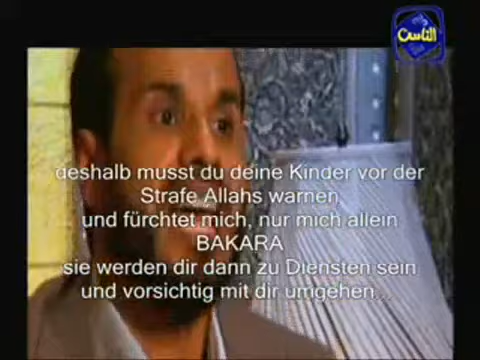 الناس
deshalb musst du deine Kinder vor der
Strafe Allahs warnen
und fürchtet mich, nur mich allein
BAKARA
sie werden dir dann zu Diensten sein
und vorsichtig mit dir umgehen...